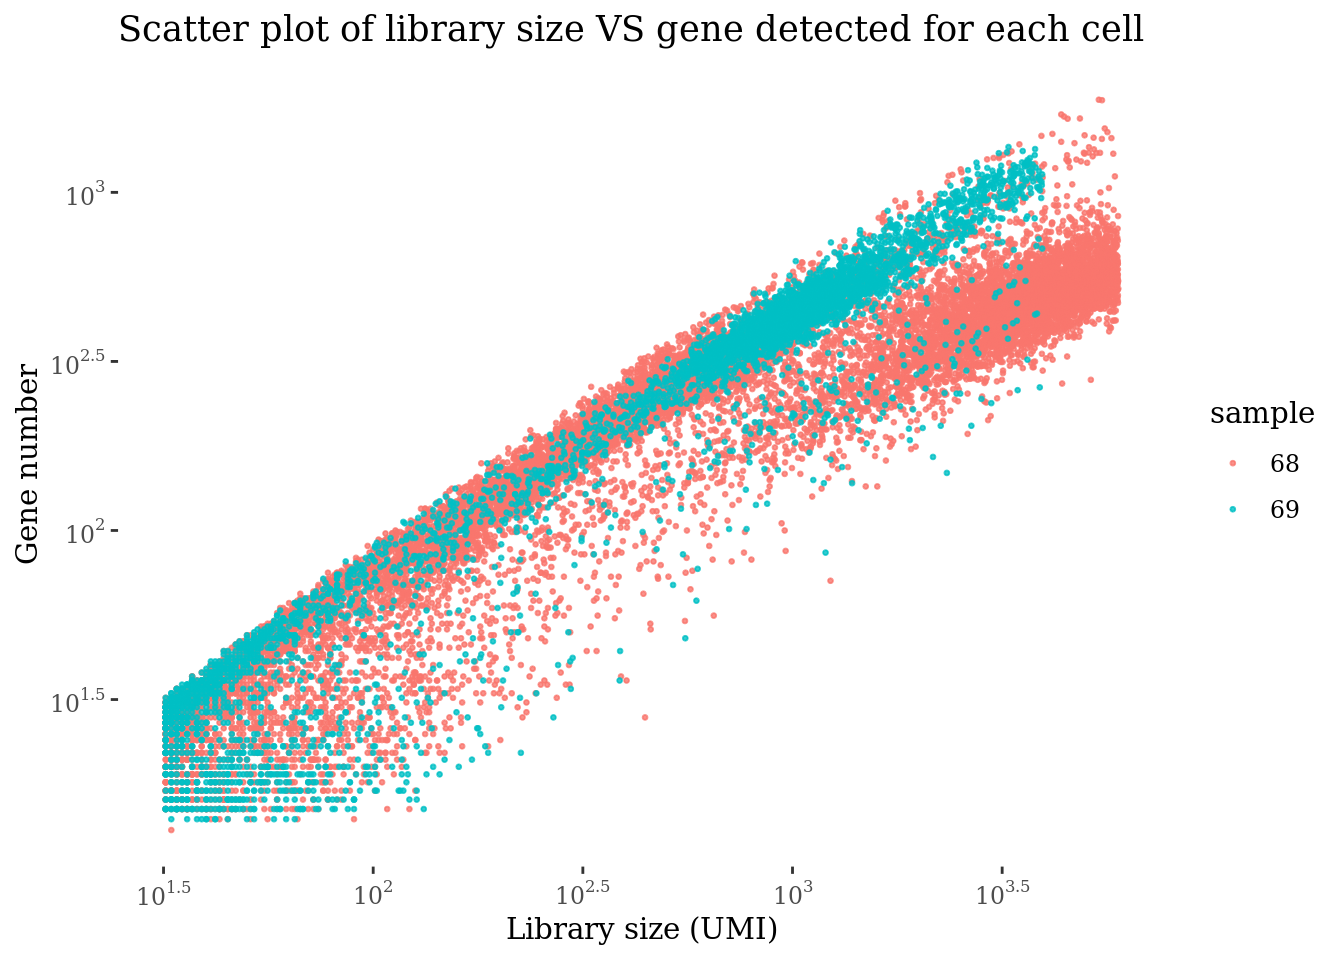 Scatter plot of library size VS gene detected for each cell
Gene number
10^3
10^2.5
10^2
10^1.5
10^1.5
10^2
10^2.5
10^3
10^3.5
Library size (UMI)
sample
68
69